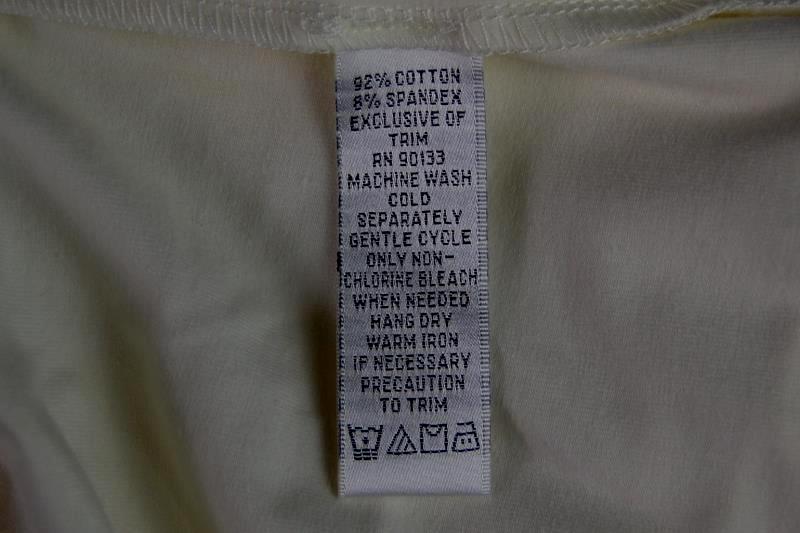 92% COTTON
8% SPANDEX
EXCLUSIVE OF
TRIM
RN 90133
MACHINE WASH
COLD
SEPARATELY
GENTLE CYCLE
ONLY NON-
CHLORINE BLEACH
WHEN NEEDED
HANG DRY
WARM IRON
IF NECESSARY
PRECAUTION
TO TRIM